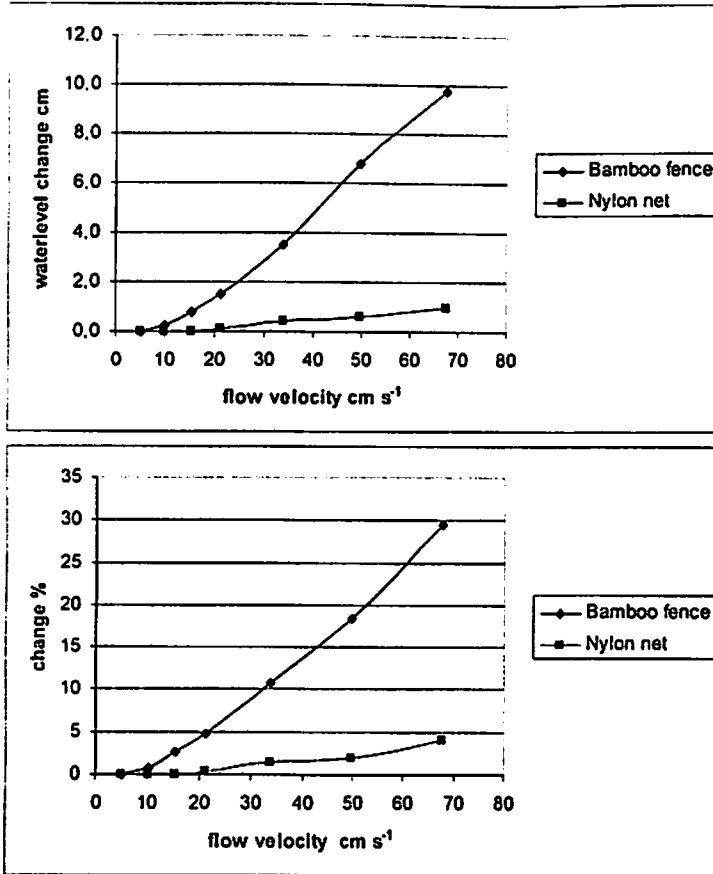 12,0
10,0
8,0
6,0
4,0
2,0
0,0
waterlevel change cm
0 10 20 30 40 50 60 70 80
flow velocity cm s-1
Bamboo fence
Nylon net
35
30
25
20
15
10
5
0
change %
0 10 20 30 40 50 60 70 80
flow velocity cm s-1
Bamboo fence
Nylon net